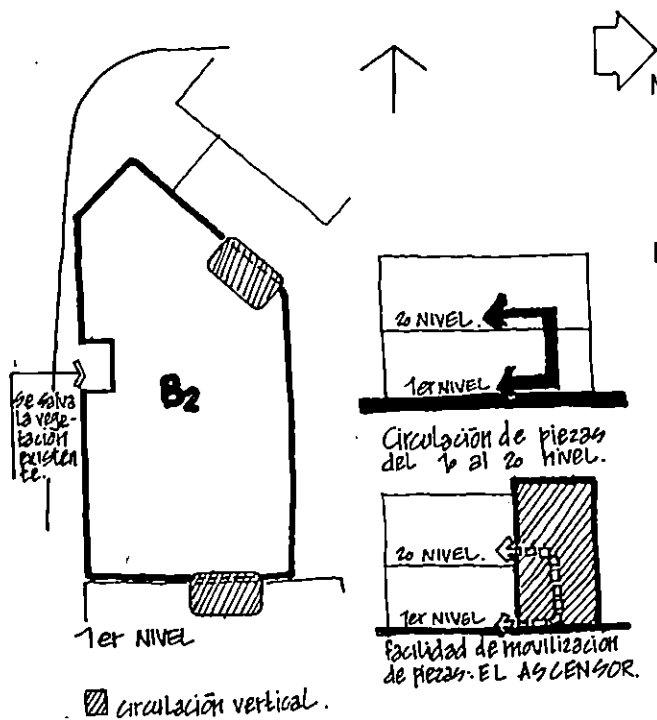 N
B2
se salva
la vege-
tación
existen
te.
1er NIVEL
circulación vertical.
2o NIVEL.
1er NIVEL
Circulación de piezas
del 1o al 2o nivel.
2o NIVEL.
1er NIVEL
facilidad de movilización
de piezas: EL ASCENSOR.